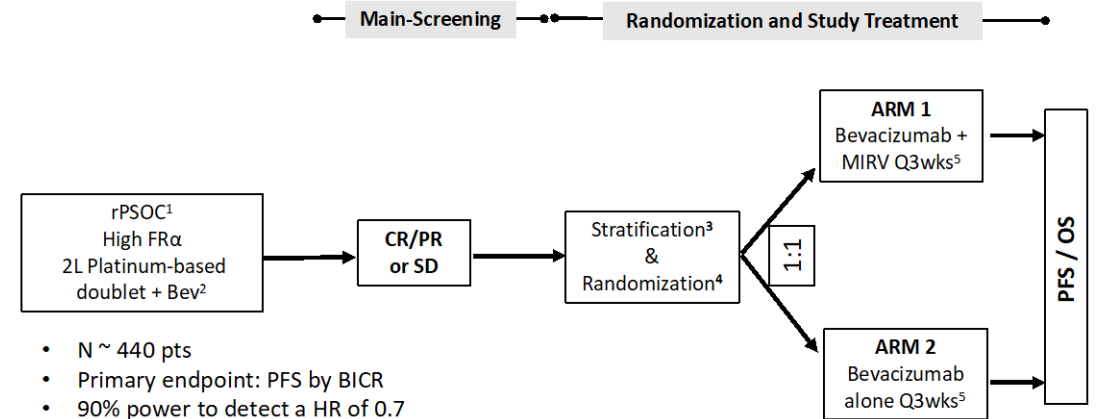 Main-Screening
Randomization and Study Treatment
rPSOC¹
High FRα
2L Platinum-based
doublet + Bev²
CR/PR
or SD
Stratification³
&
Randomization⁴
1:1
ARM 1
Bevacizumab +
MIRV Q3wks⁵
ARM 2
Bevacizumab
alone Q3wks⁵
PFS / OS
• N ~ 440 pts
• Primary endpoint: PFS by BICR
• 90% power to detect a HR of 0.7